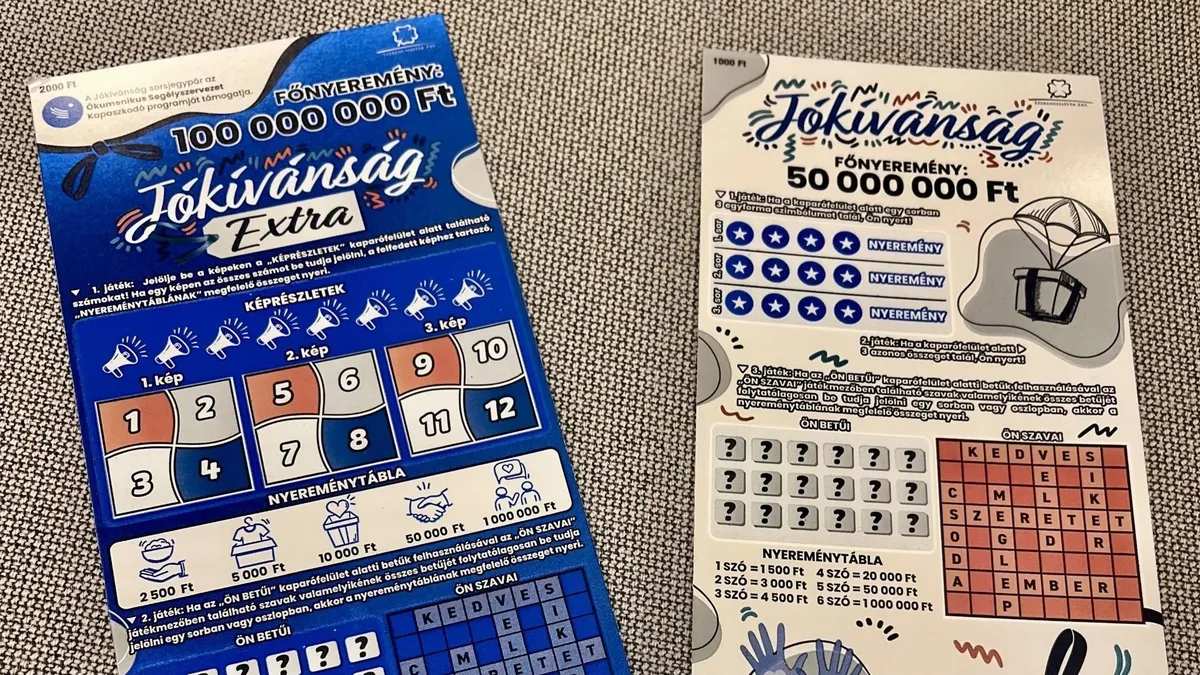 2000 Ft
A Jókívánság sorsjegypár az
Ökumenikus Segélyszervezet
Kapaszkodó programját támogatja.
FŐNYEREMÉNY:
100 000 000 Ft
Jókívánság
Extra
1. játék: Jelölje be a képeken a „KÉPRÉSZLETEK” kaparófelület alatt található
számokat! Ha egy képen az összes számot be tudja jelölni, a felfedett képhez tartozó,
„NYEREMÉNYTÁBLÁNAK” megfelelő összeget nyeri.
KÉPRÉSZLETEK
1. kép
2. kép
3. kép
1 2
3 4
5 6
7 8
9 10
11 12
NYEREMÉNYTÁBLA
2 500 Ft
5 000 Ft
10 000 Ft
50 000 Ft
1 000 000 Ft
2. játék: Ha az „ÖN BETŰI” kaparófelület alatti betűk felhasználásával az „ÖN SZAVAI”
játékmezőben található szavak valamelyikének összes betűjét folytatólagosan be tudja
jelölni egy sorban vagy oszlopban, akkor a nyereménytáblának megfelelő összeget nyeri.
ÖN BETŰI
? ? ? ? ?
ÖN SZAVAI
K E D V E S
E I
L K
C M E
R E T E T
1000 Ft
SZERENCSEJÁTÉK ZRT.
Jókívánság
FŐNYEREMÉNY:
50 000 000 Ft
1. játék: Ha a kaparófelület alatt egy sorban
3 egyforma szimbólumot talál, Ön nyert!
1. sor NYEREMÉNY
2. sor NYEREMÉNY
3. sor NYEREMÉNY
2. játék: Ha a kaparófelület alatt
3 azonos összeget talál, Ön nyert!
3. játék: Ha az „ÖN BETŰI” kaparófelület alatti betűk felhasználásával az
„ÖN SZAVAI” játékmezőben található szavak valamelyikének összes betűjét
folytatólagosan be tudja jelölni egy sorban vagy oszlopban, akkor a
nyereménytáblának megfelelő összeget nyeri.
ÖN BETŰI
? ? ? ? ? ?
? ? ? ? ? ?
? ? ? ? ? ?
ÖN SZAVAI
K E D V E S
E I
C M L K
S Z E R E T E T
O G D R
D L
A E M B E R
P
NYEREMÉNYTÁBLA
1 SZÓ = 1 500 Ft 4 SZÓ = 20 000 Ft
2 SZÓ = 3 000 Ft 5 SZÓ = 50 000 Ft
3 SZÓ = 4 500 Ft 6 SZÓ = 1 000 000 Ft